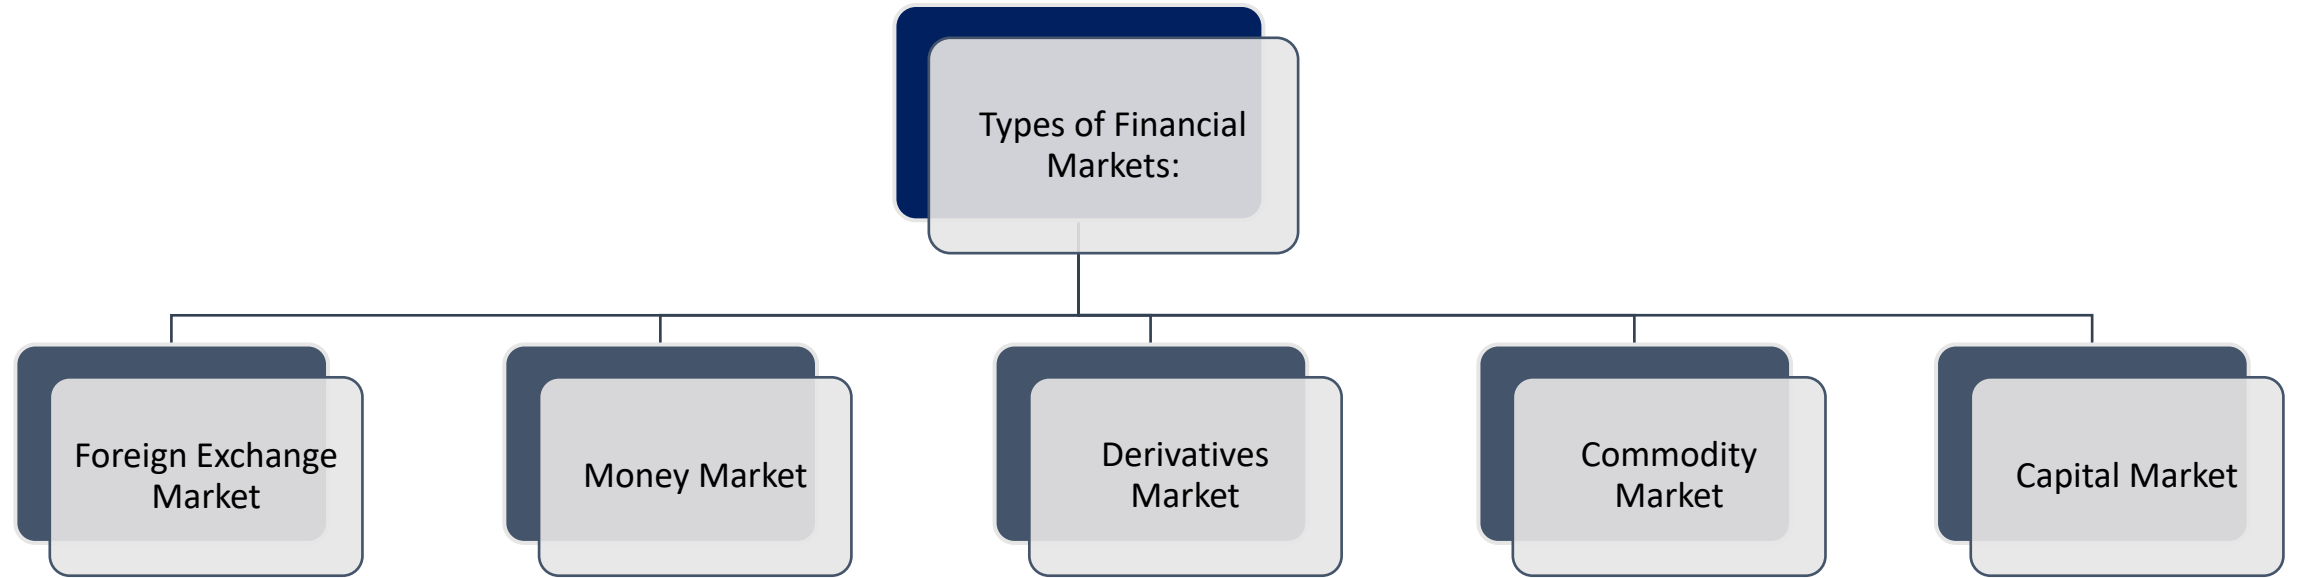 Types of Financial
Markets:
Foreign Exchange
Market
Money Market
Derivatives
Market
Commodity
Market
Capital Market